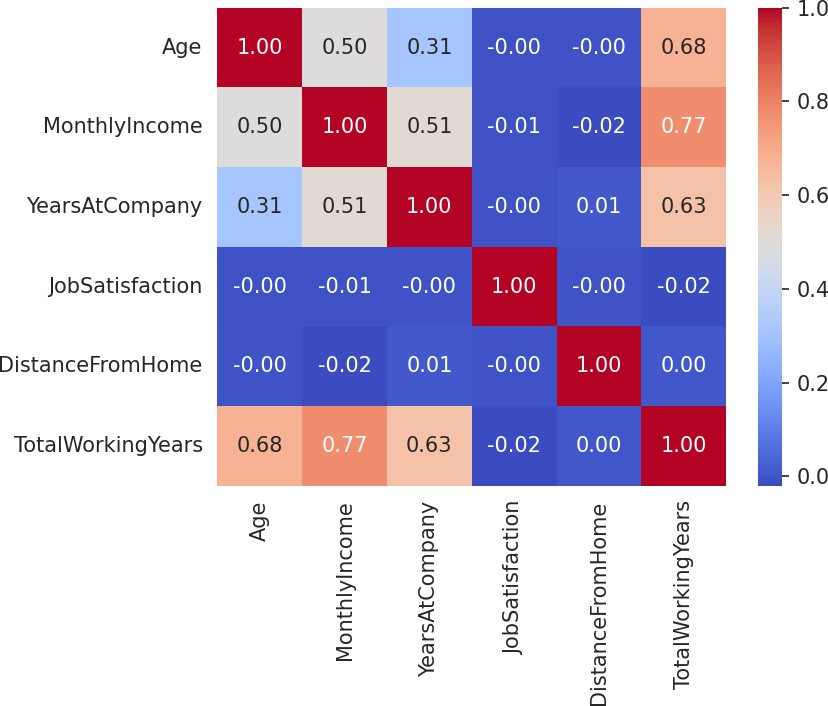 Age 1.00 0.50 0.31 -0.00 -0.00 0.68
MonthlyIncome 0.50 1.00 0.51 -0.01 -0.02 0.77
YearsAtCompany 0.31 0.51 1.00 -0.00 0.01 0.63
JobSatisfaction -0.00 -0.01 -0.00 1.00 -0.00 -0.02
DistanceFromHome -0.00 -0.02 0.01 -0.00 1.00 0.00
TotalWorkingYears 0.68 0.77 0.63 -0.02 0.00 1.00
Age
MonthlyIncome
YearsAtCompany
JobSatisfaction
DistanceFromHome
TotalWorkingYears
1.0
0.8
0.6
0.4
0.2
0.0